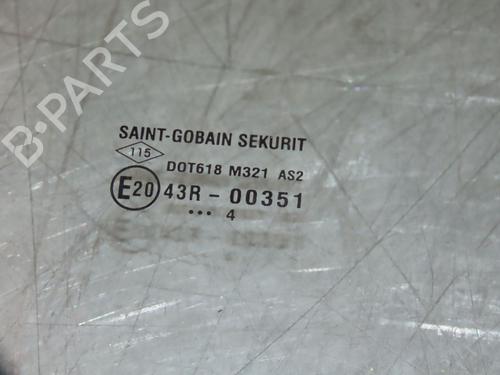 B-PARTS
SAINT-GOBAIN SEKURIT
115
DOT618 M321 AS2
E20 43R - 00351
••• 4